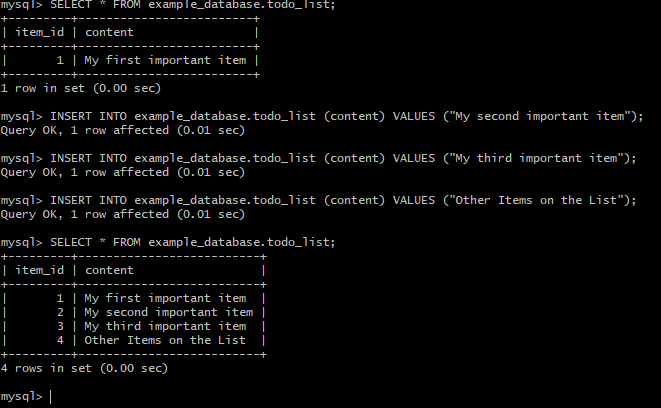 mysql> SELECT * FROM example_database.todo_list;
+---------+-------------------------+
| item_id | content                 |
+---------+-------------------------+
|       1 | My first important item |
+---------+-------------------------+
1 row in set (0.00 sec)
mysql> INSERT INTO example_database.todo_list (content) VALUES ("My second important item");
Query OK, 1 row affected (0.01 sec)
mysql> INSERT INTO example_database.todo_list (content) VALUES ("My third important item");
Query OK, 1 row affected (0.01 sec)
mysql> INSERT INTO example_database.todo_list (content) VALUES ("Other Items on the List");
Query OK, 1 row affected (0.01 sec)
mysql> SELECT * FROM example_database.todo_list;
+---------+--------------------------+
| item_id | content                  |
+---------+--------------------------+
|       1 | My first important item  |
|       2 | My second important item |
|       3 | My third important item  |
|       4 | Other Items on the List  |
+---------+--------------------------+
4 rows in set (0.00 sec)
mysql>